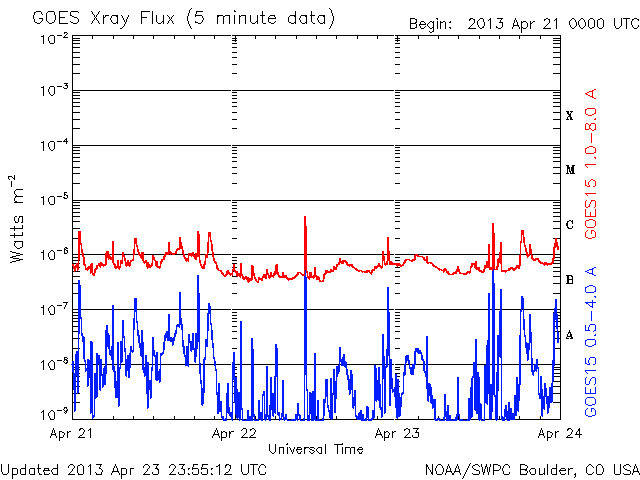 GOES Xray Flux (5 minute data)
Begin: 2013 Apr 21 0000 UTC
10⁻²
10⁻³
10⁻⁴
10⁻⁵
10⁻⁶
10⁻⁷
10⁻⁸
10⁻⁹
Watts m⁻²
X
M
C
B
A
GOES15 1.0-8.0 A
GOES15 0.5-4.0 A
Apr 21
Apr 22
Apr 23
Apr 24
Universal Time
Updated 2013 Apr 23 23:55:12 UTC
NOAA/SWPC Boulder, CO USA